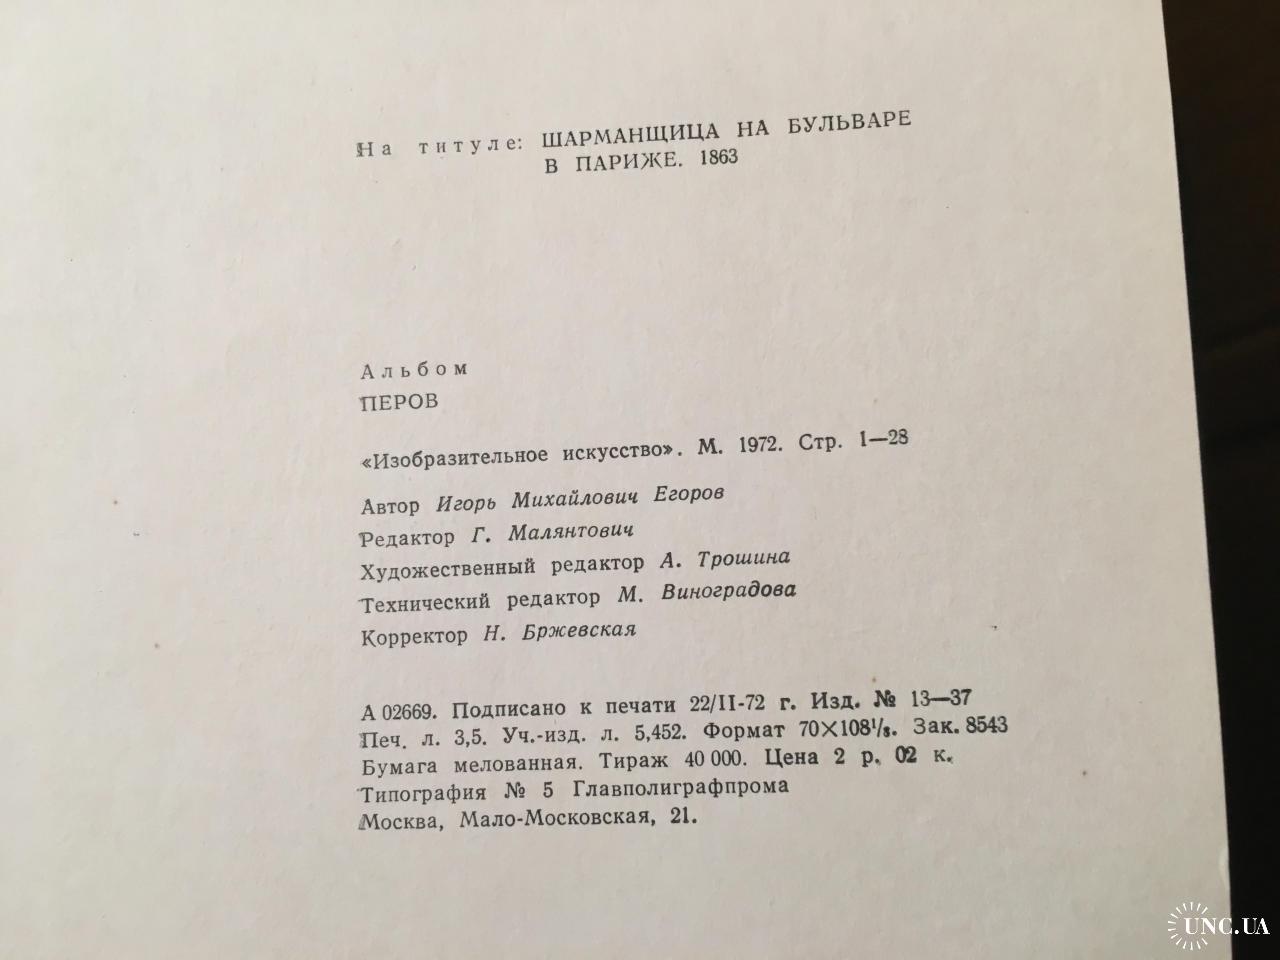 На титуле: ШАРМАНЩИЦА НА БУЛЬВАРЕ
В ПАРИЖЕ. 1863
Альбом
ПЕРОВ
«Изобразительное искусство». М. 1972. Стр. 1—28
Автор Игорь Михайлович Егоров
Редактор Г. Малянтович
Художественный редактор А. Трошина
Технический редактор М. Виноградова
Корректор Н. Бржевская
А 02669. Подписано к печати 22/II-72 г. Изд. № 13—37
Печ. л. 3,5. Уч.-изд. л. 5,452. Формат 70×108¹/₈. Зак. 8543
Бумага мелованная. Тираж 40 000. Цена 2 р. 02 к.
Типография № 5 Главполиграфпрома
Москва, Мало-Московская, 21.
UNC.UA